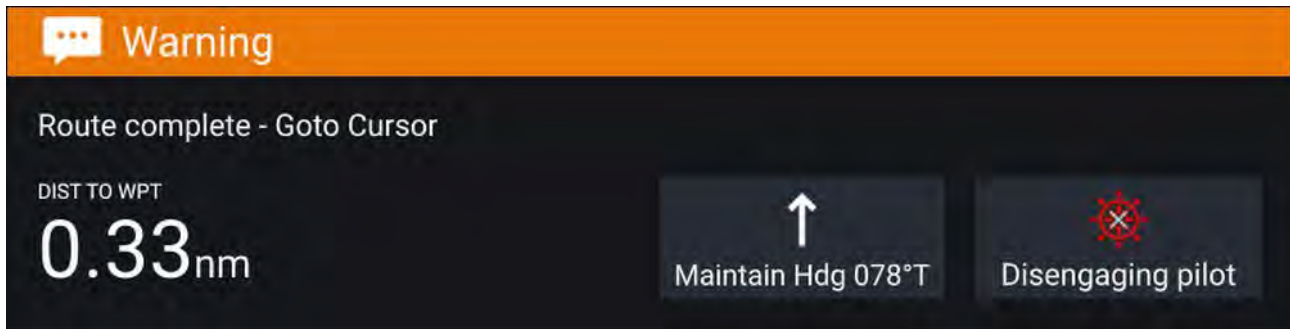 Warning
Route complete - Goto Cursor
DIST TO WPT
0.33nm
Maintain Hdg 078°T
Disengaging pilot